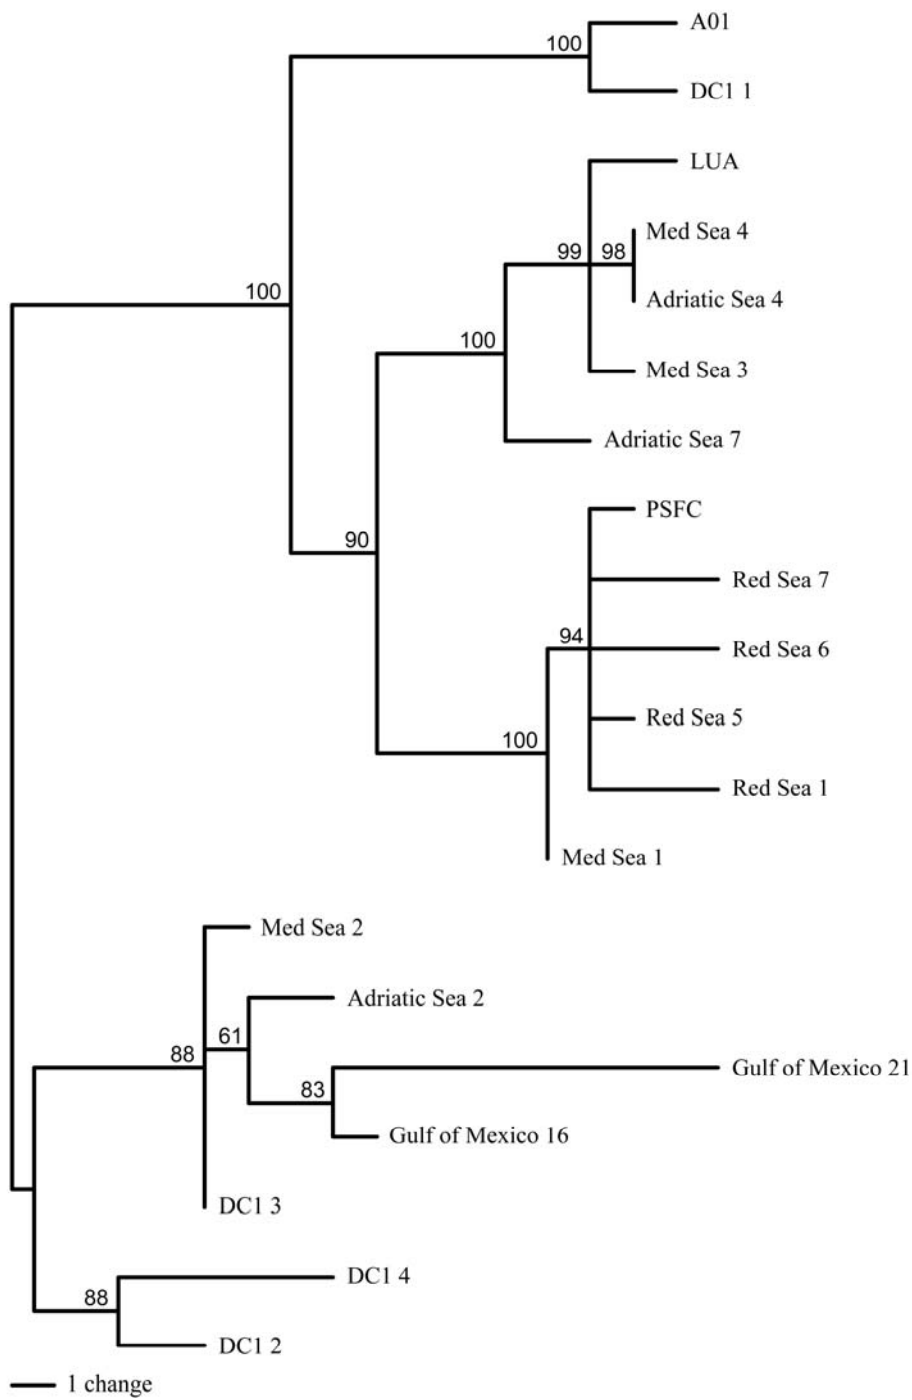 A01
100
DC1 1
LUA
Med Sea 4
99 98
100
Adriatic Sea 4
100
Med Sea 3
Adriatic Sea 7
PSFC
90
Red Sea 7
94
Red Sea 6
Red Sea 5
100
Red Sea 1
Med Sea 1
Med Sea 2
Adriatic Sea 2
61
88
Gulf of Mexico 21
83
Gulf of Mexico 16
DC1 3
DC1 4
88
DC1 2
1 change